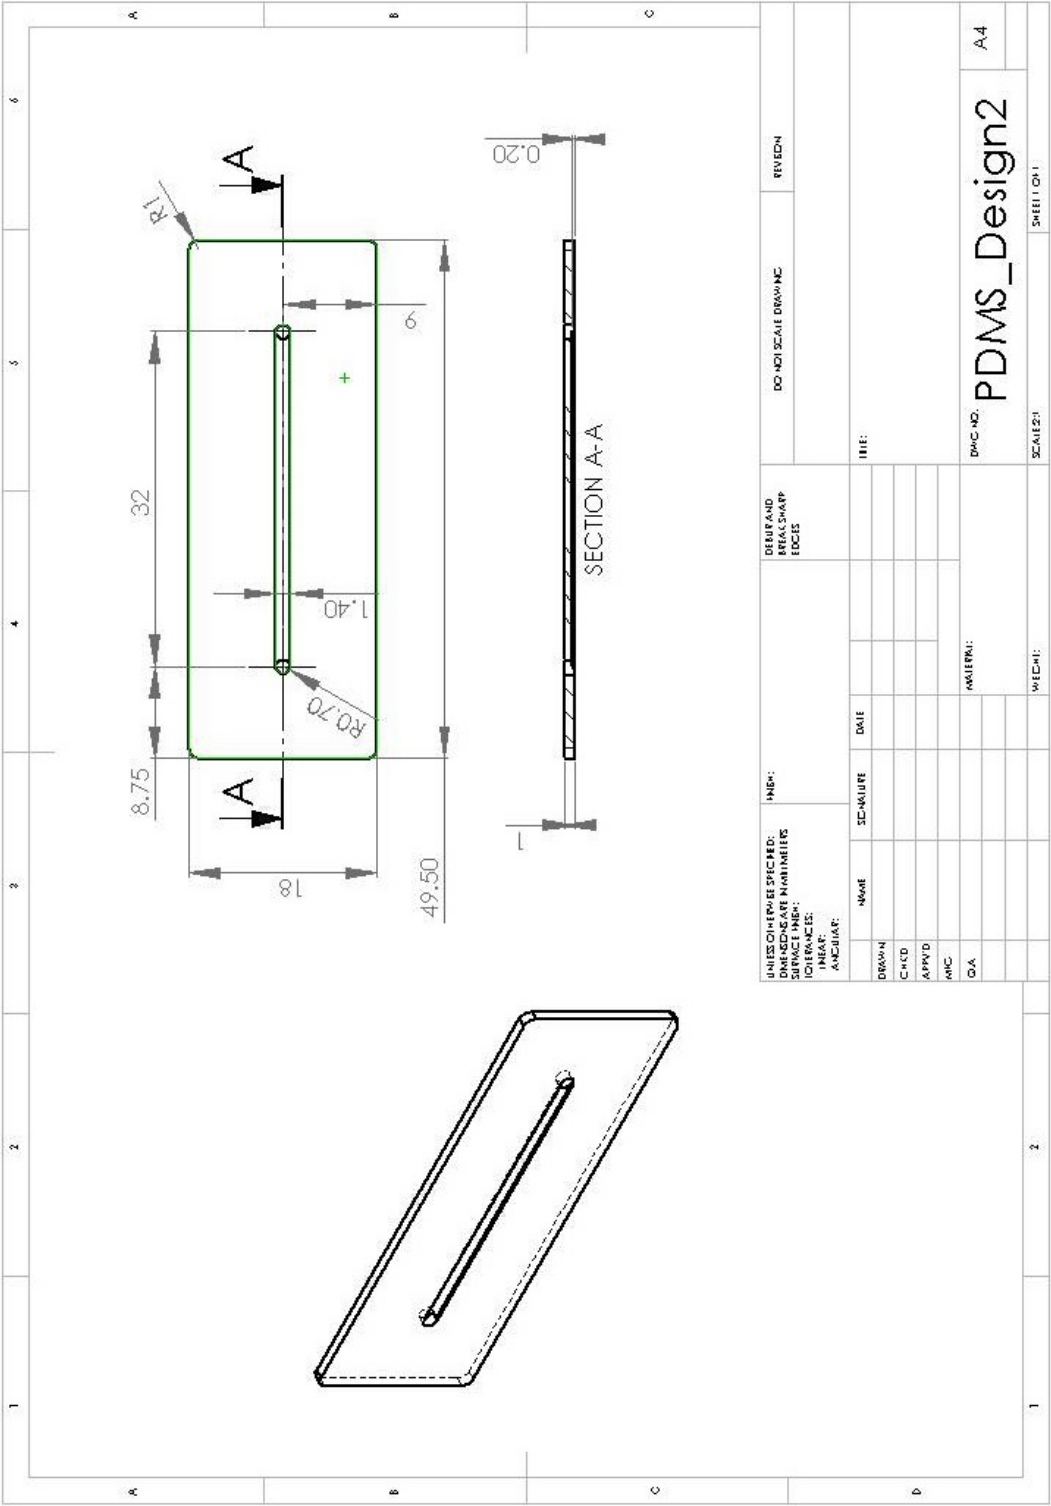 1
2
3
4
5
6
A
B
C
A
B
C
D
1
2
8.75
32
R1
A
A
18
1.40
R0.70
9
49.50
1
0.20
SECTION A-A
UNLESS OTHERWISE SPECIFIED:
DIMENSIONS ARE IN MILLIMETERS
SURFACE FINISH:
TOLERANCES:
LINEAR:
ANGULAR:
FINISH:
DEBUR AND
BREAK SHARP
EDGES
DO NOT SCALE DRAWING
REVISION
NAME
SIGNATURE
DATE
TITLE:
DRAWN
CHK'D
APPV'D
MFG
Q.A
MATERIAL:
DWG NO.
PDMS_Design2
A4
WEIGHT:
SCALE:2:1
SHEET 1 OF 1